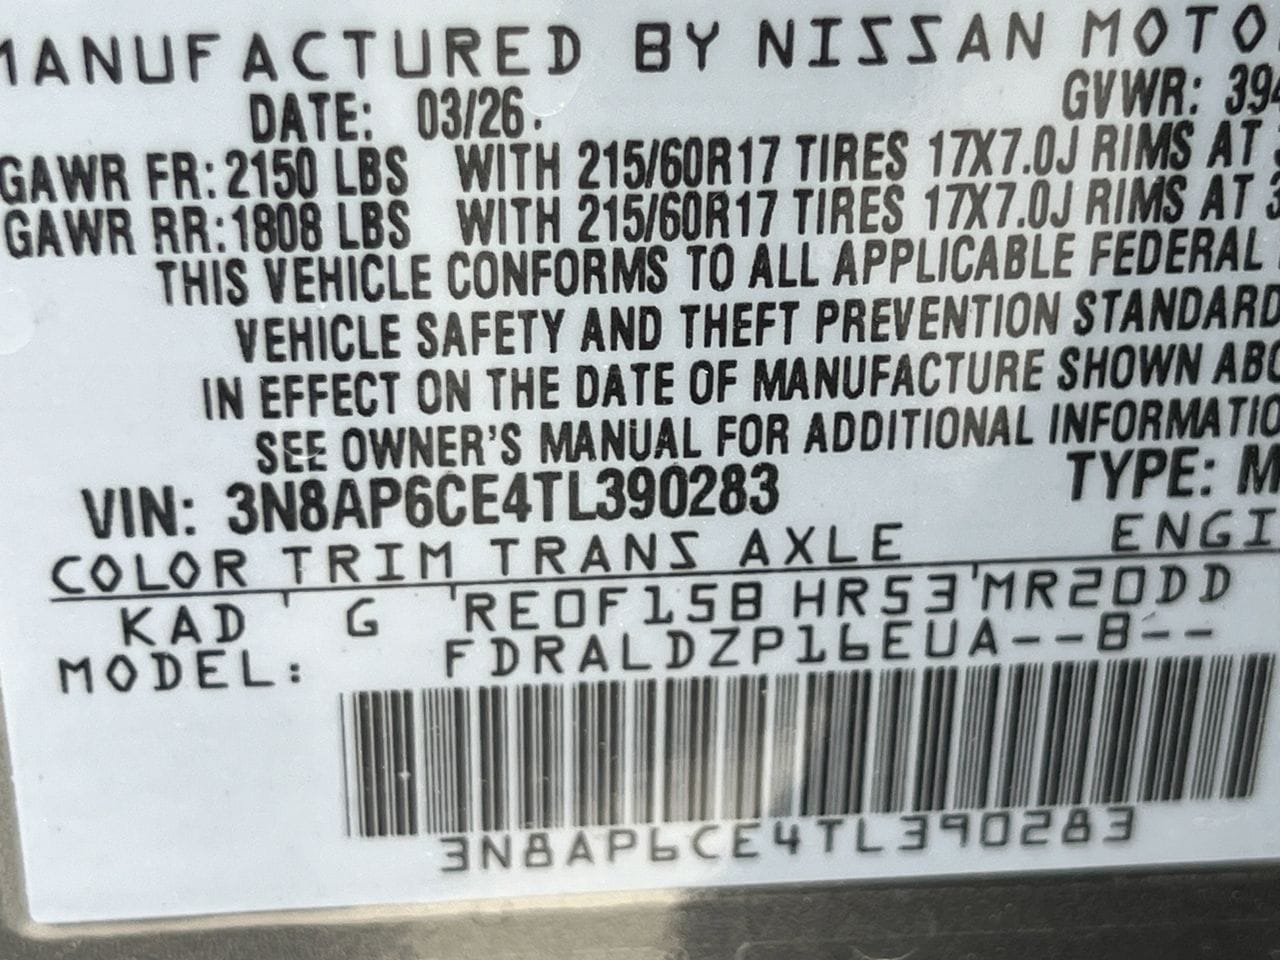 MANUFACTURED BY NISSAN MOTO
DATE: 03/26. GVWR: 394
GAWR FR: 2150 LBS WITH 215/60R17 TIRES 17X7.0J RIMS AT 3
GAWR RR: 1808 LBS WITH 215/60R17 TIRES 17X7.0J RIMS AT 3
THIS VEHICLE CONFORMS TO ALL APPLICABLE FEDERAL
VEHICLE SAFETY AND THEFT PREVENTION STANDARD
IN EFFECT ON THE DATE OF MANUFACTURE SHOWN ABO
SEE OWNER'S MANUAL FOR ADDITIONAL INFORMATIO
VIN: 3N8AP6CE4TL390283 TYPE: M
COLOR TRIM TRANS AXLE ENGI
KAD G RE0F15B HR53 MR20DD
MODEL: FDRALDZP16EUA--B--
3N8AP6CE4TL390283